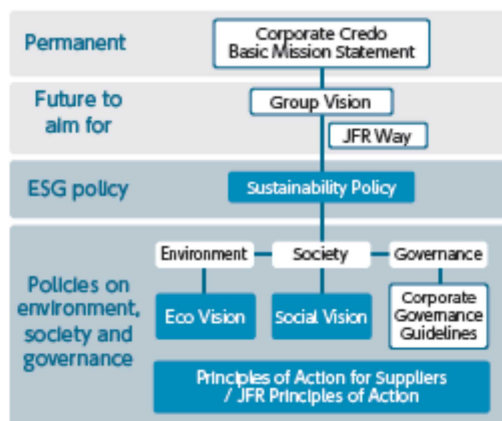 Permanent
Corporate Credo
Basic Mission Statement
Future to
aim for
Group Vision
JFR Way
ESG policy
Sustainability Policy
Policies on
environment,
society and
governance
Environment
Society
Governance
Eco Vision
Social Vision
Corporate
Governance
Guidelines
Principles of Action for Suppliers
/ JFR Principles of Action